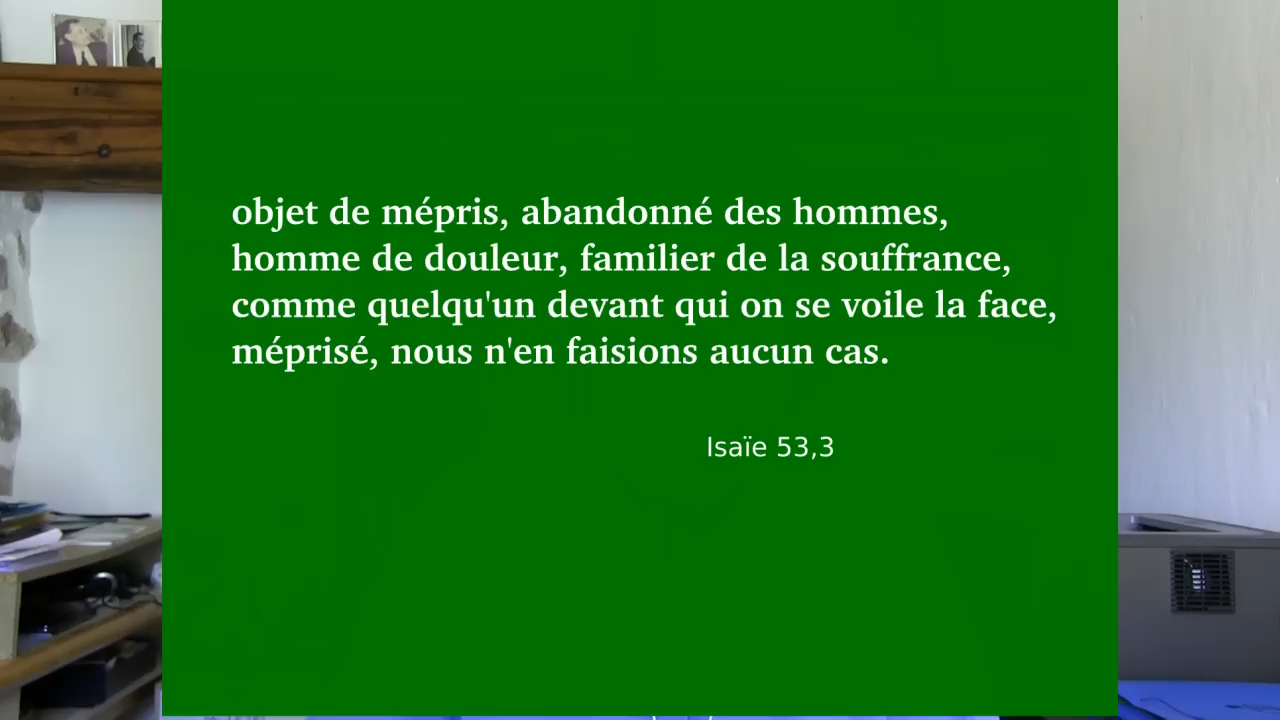 objet de mépris, abandonné des hommes,
homme de douleur, familier de la souffrance,
comme quelqu'un devant qui on se voile la face,
méprisé, nous n'en faisions aucun cas.
Isaïe 53,3